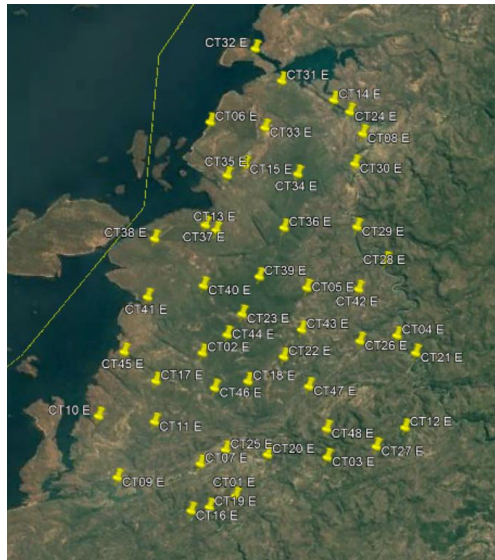 CT32 E
CT31 E
CT14 E
CT24 E
CT06 E
CT33 E
CT08 E
CT35 E
CT15 E
CT30 E
CT34 E
CT13 E
CT36 E
CT29 E
CT38 E
CT37 E
CT28 E
CT39 E
CT40 E
CT05 E
CT42 E
CT41 E
CT23 E
CT44 E
CT43 E
CT04 E
CT26 E
CT45 E
CT02 E
CT22 E
CT21 E
CT17 E
CT18 E
CT46 E
CT47 E
CT10 E
CT11 E
CT48 E
CT12 E
CT25 E
CT20 E
CT27 E
CT07 E
CT03 E
CT09 E
CT01 E
CT19 E
CT16 E